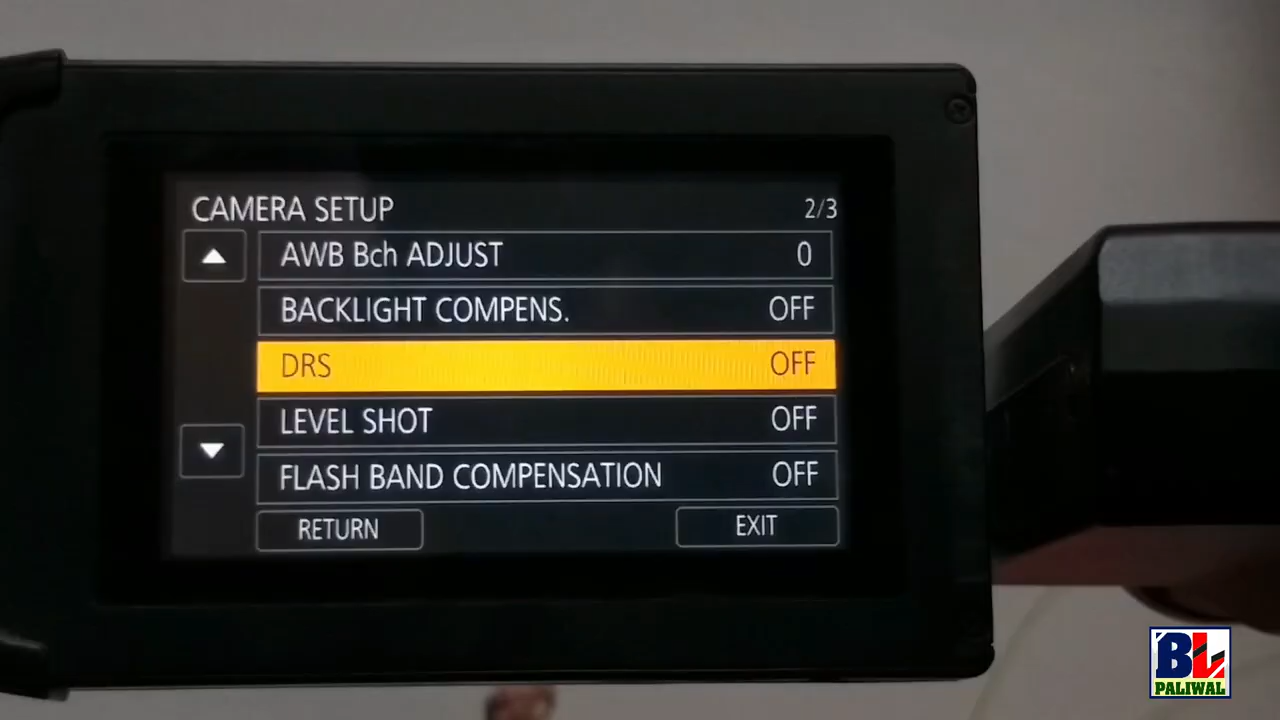 CAMERA SETUP 2/3
AWB Bch ADJUST 0
BACKLIGHT COMPENS. OFF
DRS OFF
LEVEL SHOT OFF
FLASH BAND COMPENSATION OFF
RETURN EXIT
BL
PALIWAL